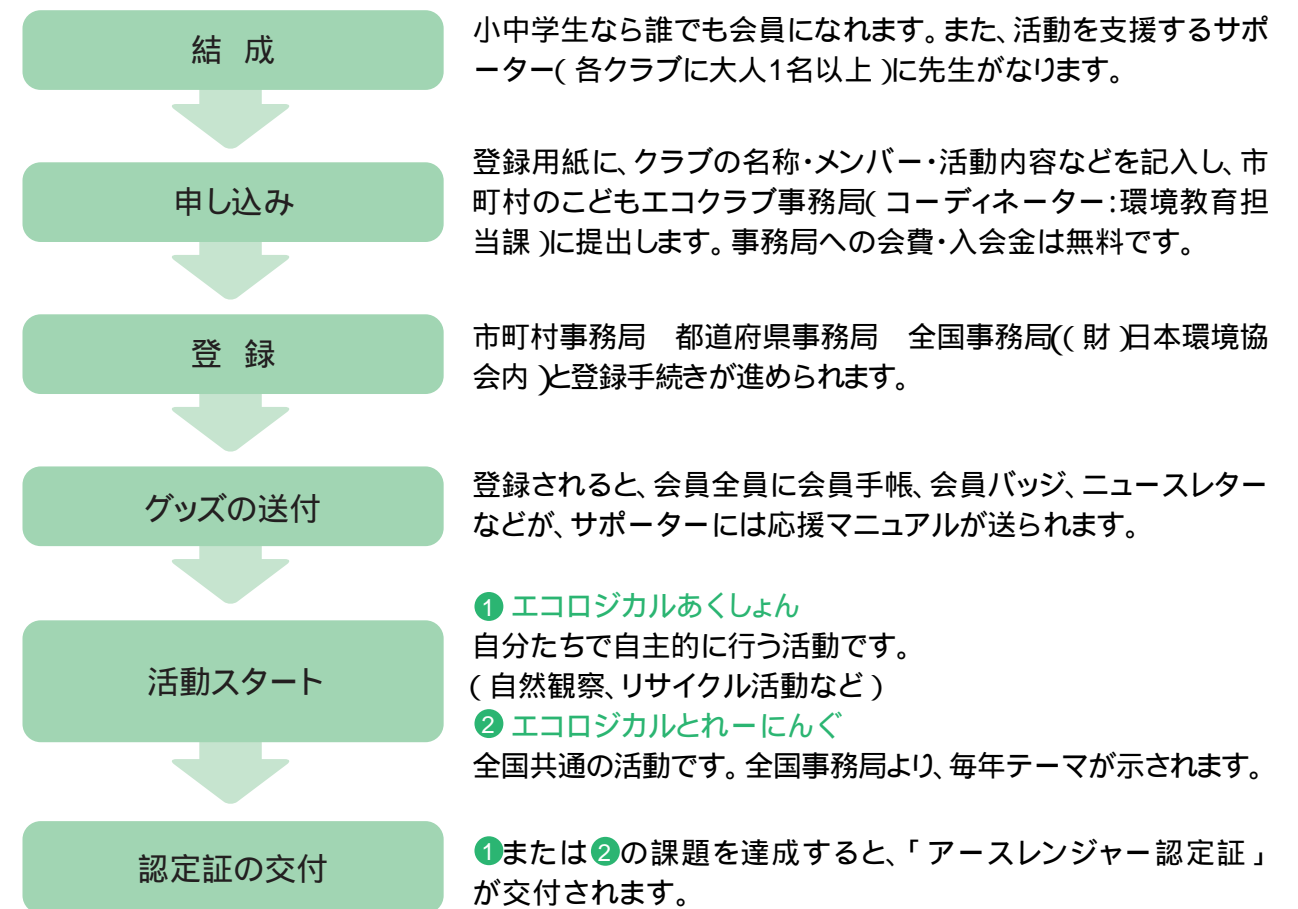 結 成
小中学生なら誰でも会員になれます。また、活動を支援するサポ
ーター( 各クラブに大人1名以上 )に先生がなります。
申し込み
登録用紙に、クラブの名称・メンバー・活動内容などを記入し、市
町村のこどもエコクラブ事務局( コーディネーター:環境教育担
当課 )に提出します。事務局への会費・入会金は無料です。
登 録
市町村事務局　都道府県事務局　全国事務局(( 財 )日本環境協
会内 )と登録手続きが進められます。
グッズの送付
登録されると、会員全員に会員手帳、会員バッジ、ニュースレター
などが、サポーターには応援マニュアルが送られます。
活動スタート
❶ エコロジカルあくしょん
自分たちで自主的に行う活動です。
( 自然観察、リサイクル活動など )
❷ エコロジカルとれーにんぐ
全国共通の活動です。全国事務局より、毎年テーマが示されます。
認定証の交付
❶または❷の課題を達成すると、「 アースレンジャー認定証 」
が交付されます。